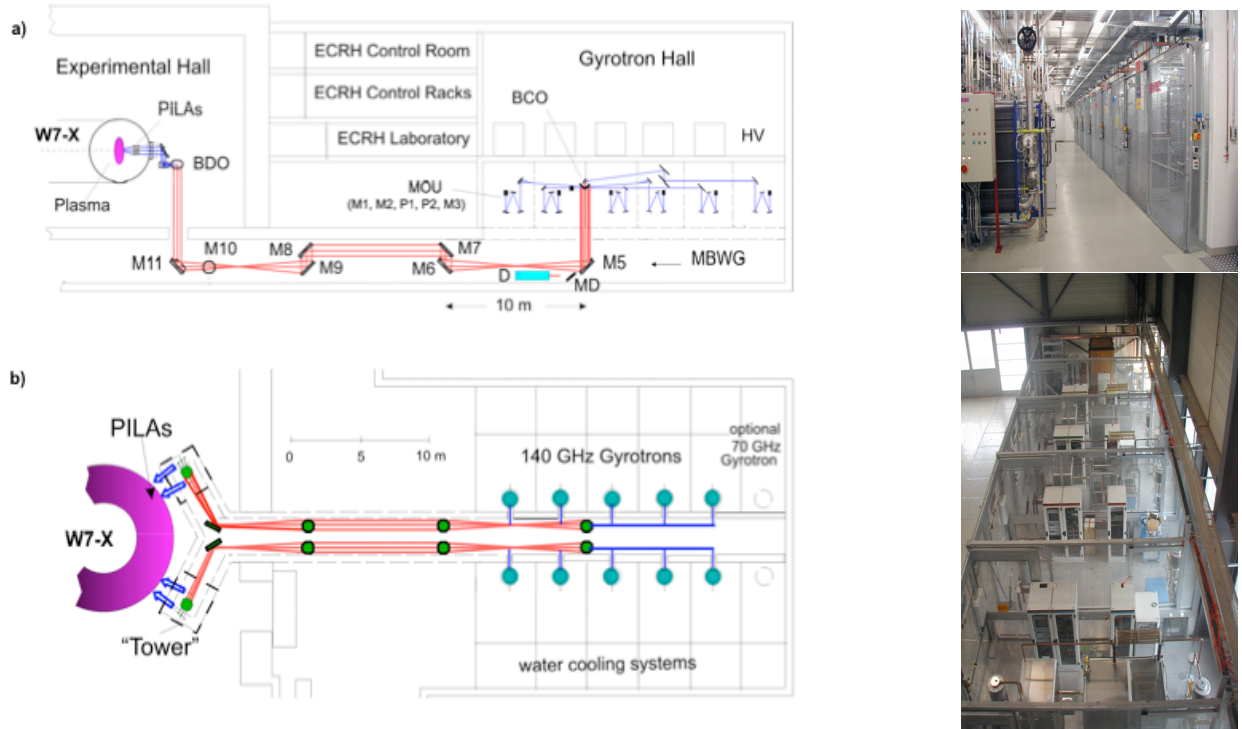 a)
Experimental Hall
PILAs
W7-X
BDO
Plasma
ECRH Control Room
ECRH Control Racks
ECRH Laboratory
Gyrotron Hall
BCO
HV
MOU
(M1, M2, P1, P2, M3)
M11
M10
M8
M9
M7
M6
M5
D
MD
MBWG
10 m
b)
PILAs
W7-X
"Tower"
0
5
10 m
140 GHz Gyrotrons
optional
70 GHz
Gyrotron
water cooling systems